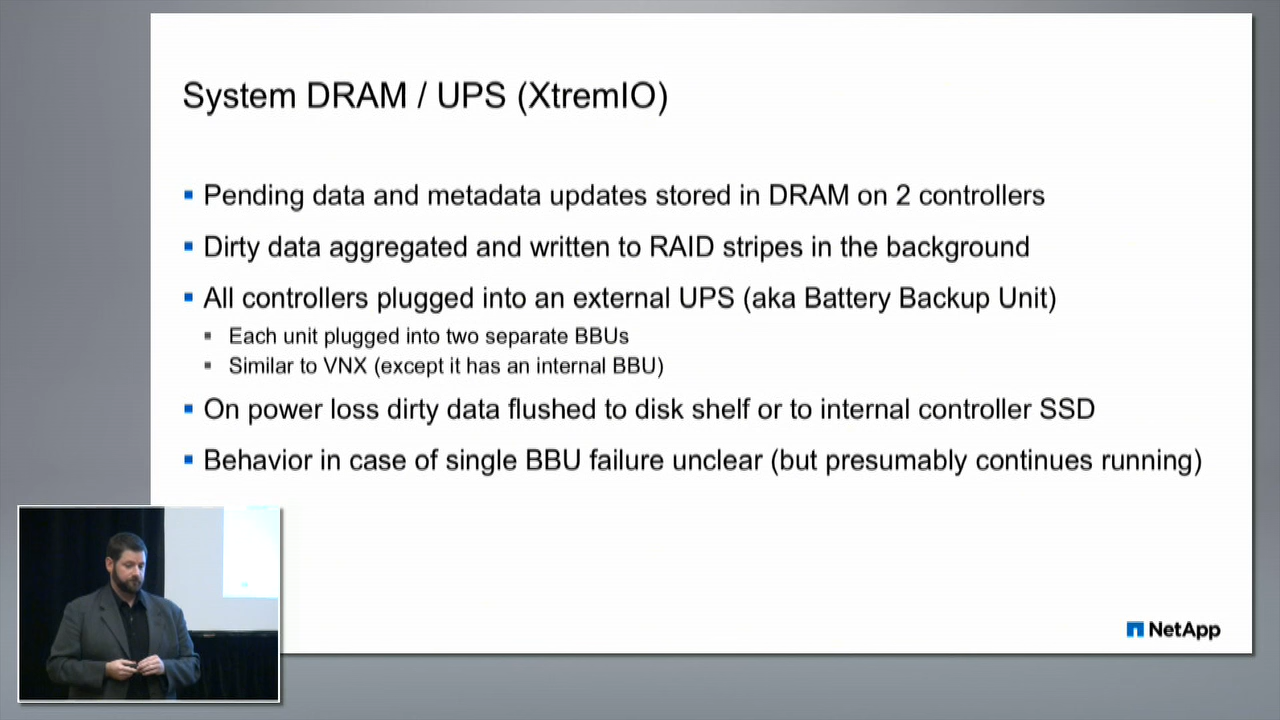 System DRAM / UPS (XtremIO)
Pending data and metadata updates stored in DRAM on 2 controllers
Dirty data aggregated and written to RAID stripes in the background
All controllers plugged into an external UPS (aka Battery Backup Unit)
Each unit plugged into two separate BBUs
Similar to VNX (except it has an internal BBU)
On power loss dirty data flushed to disk shelf or to internal controller SSD
Behavior in case of single BBU failure unclear (but presumably continues running)
NetApp